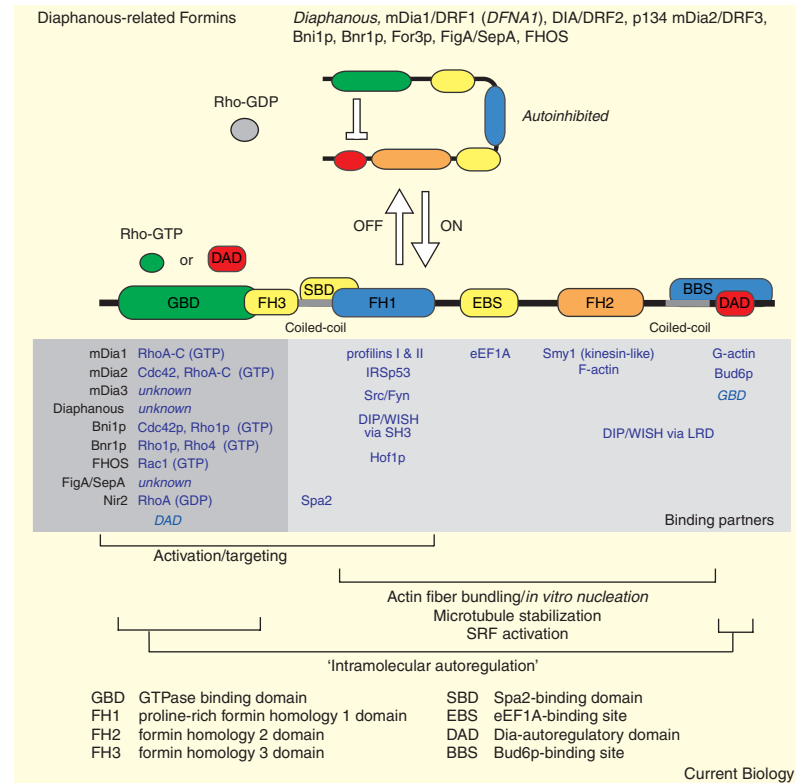 Diaphanous-related Formins
Diaphanous, mDia1/DRF1 (DFNA1), DIA/DRF2, p134 mDia2/DRF3,
Bni1p, Bnr1p, For3p, FigA/SepA, FHOS
Rho-GDP
Autoinhibited
OFF
ON
Rho-GTP
or
DAD
GBD
FH3
SBD
FH1
EBS
FH2
BBS
DAD
Coiled-coil
Coiled-coil
mDia1 RhoA-C (GTP)
mDia2 Cdc42, RhoA-C (GTP)
mDia3 unknown
Diaphanous unknown
Bni1p Cdc42p, Rho1p (GTP)
Bnr1p Rho1p, Rho4 (GTP)
FHOS Rac1 (GTP)
FigA/SepA unknown
Nir2 RhoA (GDP)
DAD
Spa2
profilins I & II
IRSp53
Src/Fyn
DIP/WISH
via SH3
Hof1p
eEF1A
Smy1 (kinesin-like)
F-actin
G-actin
Bud6p
GBD
DIP/WISH via LRD
Binding partners
Activation/targeting
Actin fiber bundling/in vitro nucleation
Microtubule stabilization
SRF activation
'Intramolecular autoregulation'
GBD GTPase binding domain
FH1 proline-rich formin homology 1 domain
FH2 formin homology 2 domain
FH3 formin homology 3 domain
SBD Spa2-binding domain
EBS eEF1A-binding site
DAD Dia-autoregulatory domain
BBS Bud6p-binding site
Current Biology